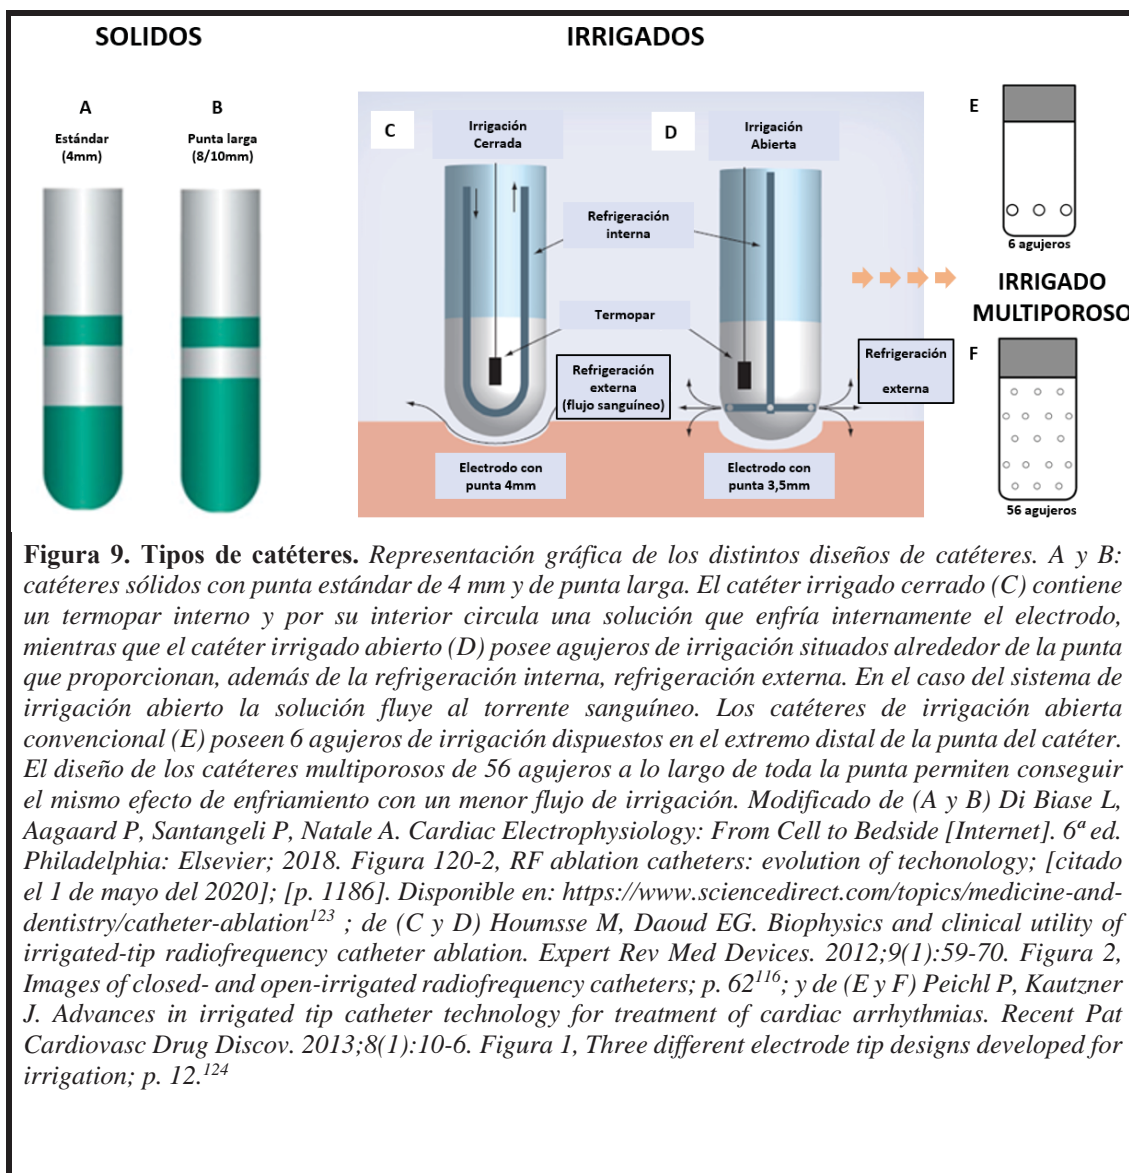 SOLIDOS
IRRIGADOS
A
Estándar
(4mm)
B
Punta larga
(8/10mm)
C
Irrigación
Cerrada
D
Irrigación
Abierta
Refrigeración
interna
Termopar
Refrigeración
externa
(flujo sanguíneo)
Refrigeración
externa
Electrodo con
punta 4mm
Electrodo con
punta 3,5mm
E
6 agujeros
IRRIGADO
MULTIPOROSO
F
56 agujeros
Figura 9. Tipos de catéteres. Representación gráfica de los distintos diseños de catéteres. A y B:
catéteres sólidos con punta estándar de 4 mm y de punta larga. El catéter irrigado cerrado (C) contiene
un termopar interno y por su interior circula una solución que enfría internamente el electrodo,
mientras que el catéter irrigado abierto (D) posee agujeros de irrigación situados alrededor de la punta
que proporcionan, además de la refrigeración interna, refrigeración externa. En el caso del sistema de
irrigación abierto la solución fluye al torrente sanguíneo. Los catéteres de irrigación abierta
convencional (E) poseen 6 agujeros de irrigación dispuestos en el extremo distal de la punta del catéter.
El diseño de los catéteres multiporosos de 56 agujeros a lo largo de toda la punta permiten conseguir
el mismo efecto de enfriamiento con un menor flujo de irrigación. Modificado de (A y B) Di Biase L,
Aagaard P, Santangeli P, Natale A. Cardiac Electrophysiology: From Cell to Bedside [Internet]. 6ª ed.
Philadelphia: Elsevier; 2018. Figura 120-2, RF ablation catheters: evolution of techonology; [citado
el 1 de mayo del 2020]; [p. 1186]. Disponible en: https://www.sciencedirect.com/topics/medicine-and-
dentistry/catheter-ablation123 ; de (C y D) Houmsse M, Daoud EG. Biophysics and clinical utility of
irrigated-tip radiofrequency catheter ablation. Expert Rev Med Devices. 2012;9(1):59-70. Figura 2,
Images of closed- and open-irrigated radiofrequency catheters; p. 62116; y de (E y F) Peichl P, Kautzner
J. Advances in irrigated tip catheter technology for treatment of cardiac arrhythmias. Recent Pat
Cardiovasc Drug Discov. 2013;8(1):10-6. Figura 1, Three different electrode tip designs developed for
irrigation; p. 12.124